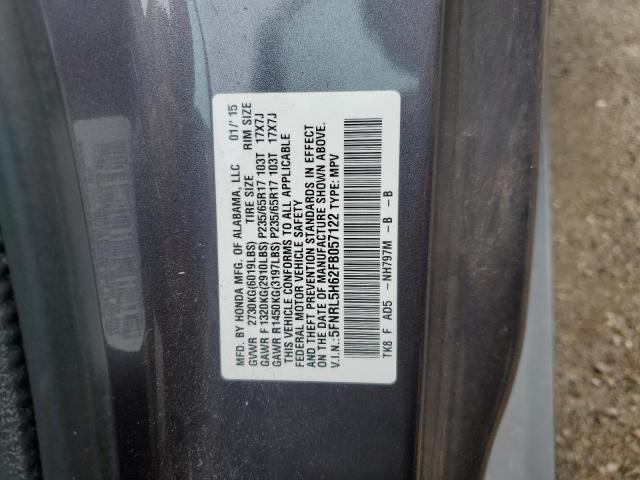 MFD. BY HONDA MFG. OF ALABAMA, LLC 01/'15
GVWR 2730KG(6019LBS) TIRE SIZE RIM SIZE
GAWR F 1320KG(2910LBS) P235/65R17 103T 17X7J
GAWR R1450KG(3197LBS) P235/65R17 103T 17X7J
THIS VEHICLE CONFORMS TO ALL APPLICABLE
FEDERAL MOTOR VEHICLE SAFETY
AND THEFT PREVENTION STANDARDS IN EFFECT
ON THE DATE OF MANUFACTURE SHOWN ABOVE.
V.I.N.:5FNRL5H62FB057122 TYPE: MPV
TK8 F AD5 -NH797M -B -B